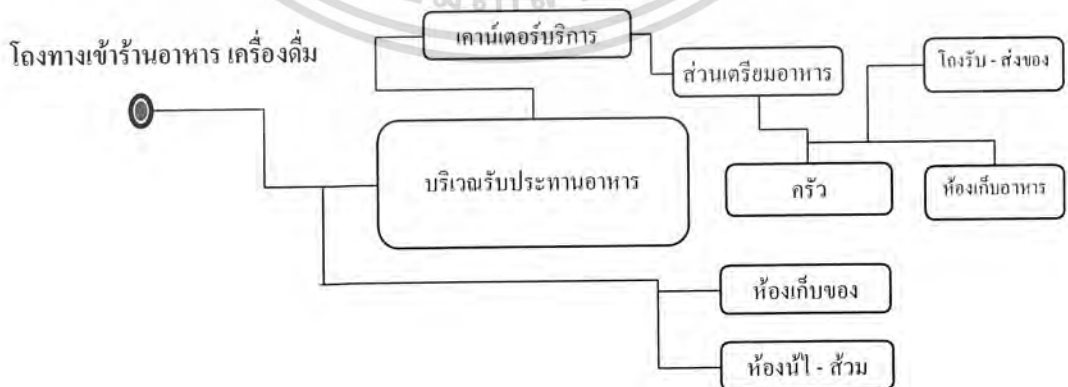 เคาน์เตอร์บริการ
โถงทางเข้าร้านอาหาร เครื่องดื่ม
ส่วนเตรียมอาหาร
โถงรับ - ส่งของ
บริเวณรับประทานอาหาร
ครัว
ห้องเก็บอาหาร
ห้องเก็บของ
ห้องน้ำ - ส้วม